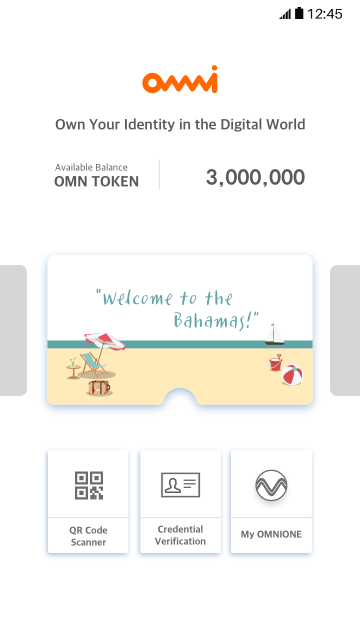 12:45
omni
Own Your Identity in the Digital World
Available Balance
OMN TOKEN
3,000,000
"Welcome to the
Bahamas!"
QR Code
Scanner
Credential
Verification
My OMNIONE